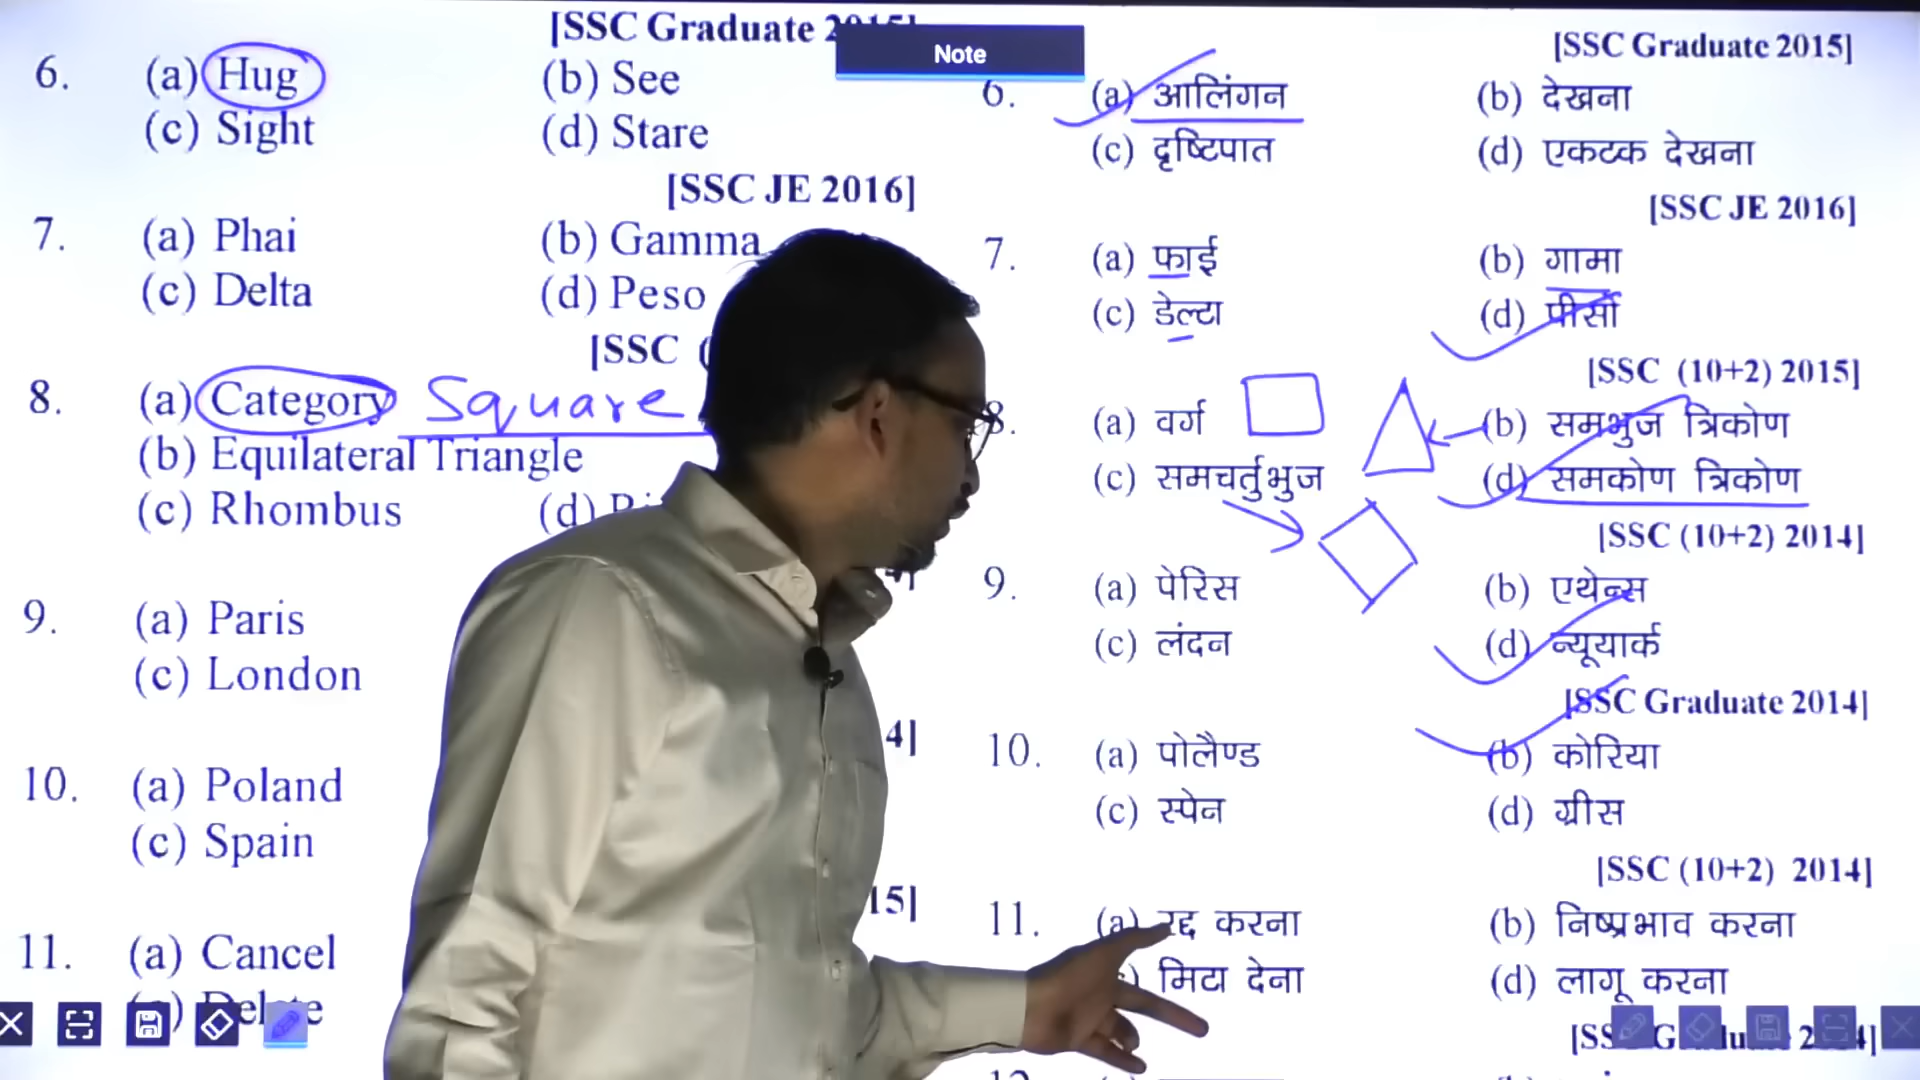 [SSC Graduate 2015]
6. (a) Hug (b) See
(c) Sight (d) Stare
[SSC JE 2016]
7. (a) Phai (b) Gamma
(c) Delta (d) Peso
[SSC (
8. (a) Category Square
(b) Equilateral Triangle
(c) Rhombus (d)
9. (a) Paris
(c) London
4]
10. (a) Poland
(c) Spain
15]
11. (a) Cancel
Note
[SSC Graduate 2015]
6. (a) आलिंगन (b) देखना
(c) दृष्टिपात (d) एकटक देखना
[SSC JE 2016]
7. (a) फाई (b) गामा
(c) डेल्टा (d) पीसो
[SSC (10+2) 2015]
8. (a) वर्ग (b) समभुज त्रिकोण
(c) समचर्तुभुज (d) समकोण त्रिकोण
[SSC (10+2) 2014]
9. (a) पेरिस (b) एथेन्स
(c) लंदन (d) न्यूयार्क
[SSC Graduate 2014]
10. (a) पोलैण्ड (b) कोरिया
(c) स्पेन (d) ग्रीस
[SSC (10+2) 2014]
11. (a) रद्द करना (b) निष्प्रभाव करना
मिटा देना (d) लागू करना